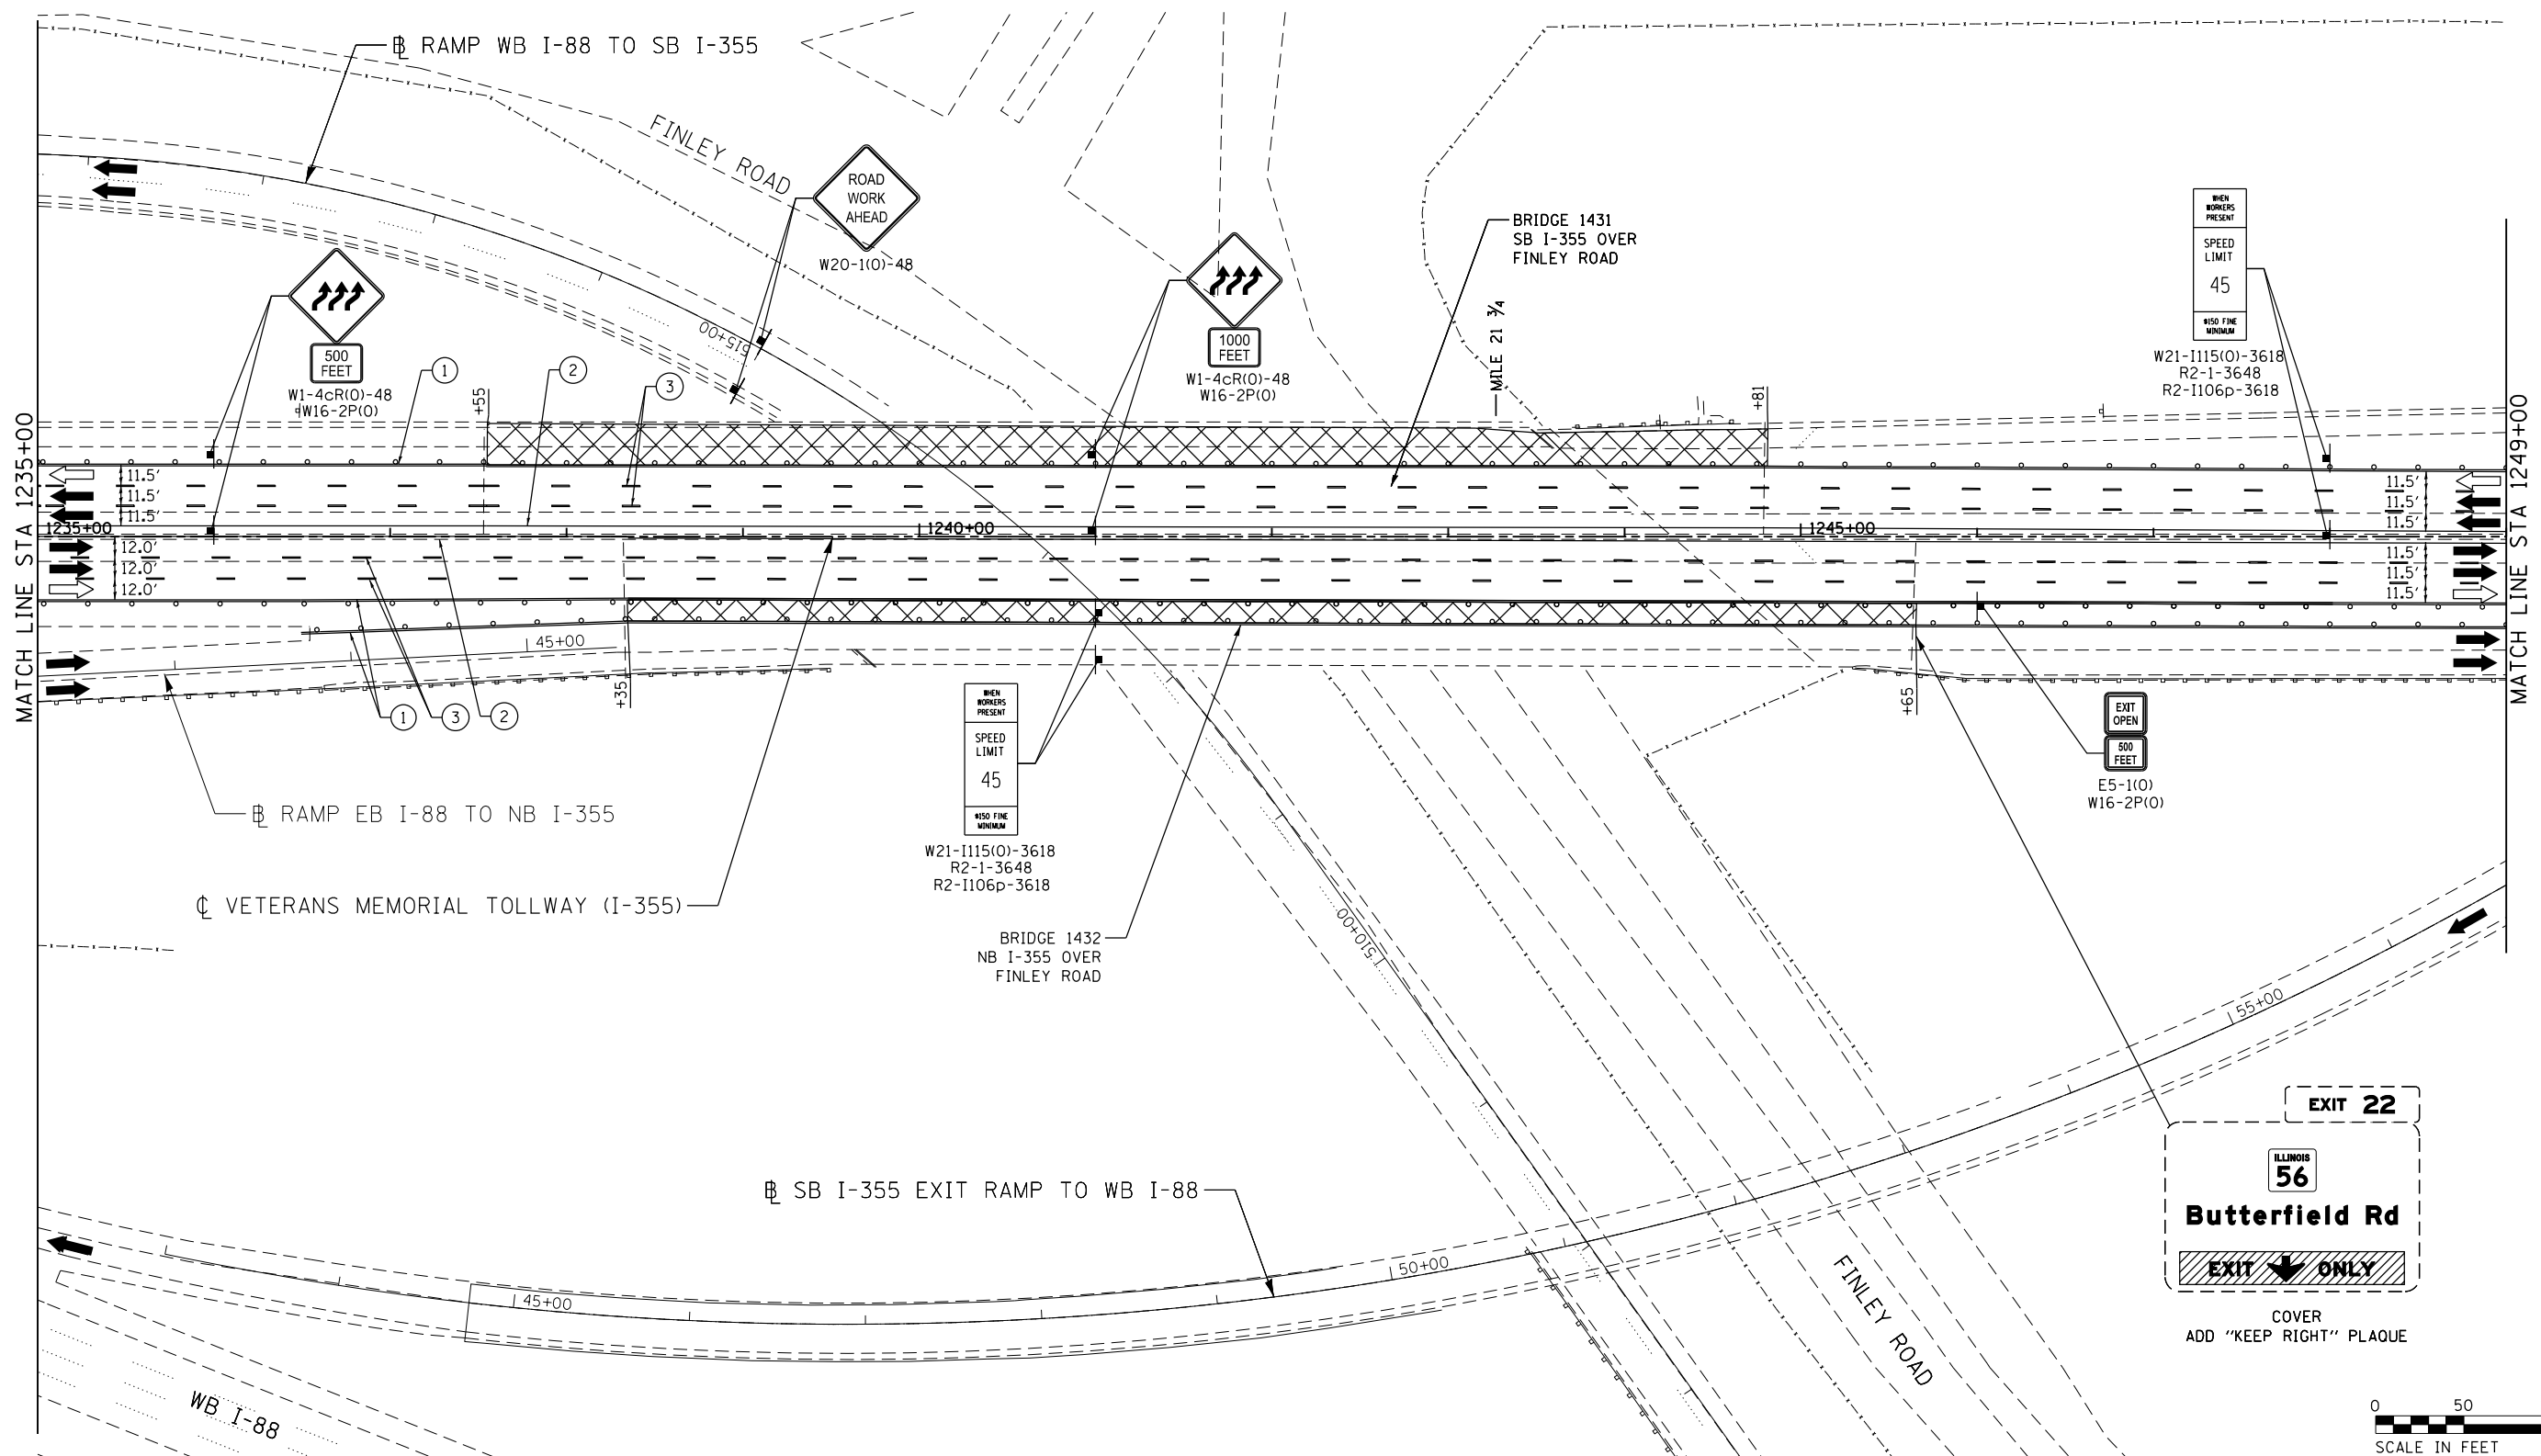 ℄ RAMP WB I-88 TO SB I-355
FINLEY ROAD
ROAD
WORK
AHEAD
W20-1(O)-48
515+00
500
FEET
W1-4cR(O)-48
W16-2P(O)
1
2
3
1000
FEET
W1-4cR(O)-48
W16-2P(O)
BRIDGE 1431
SB I-355 OVER
FINLEY ROAD
MILE 21 ¾
WHEN
WORKERS
PRESENT
SPEED
LIMIT
45
$150 FINE
MINIMUM
W21-I115(O)-3618
R2-1-3648
R2-I106p-3618
+55
+81
MATCH LINE STA 1235+00
MATCH LINE STA 1249+00
11.5'
11.5'
11.5'
1235+00
1240+00
1245+00
11.5'
11.5'
11.5'
12.0'
12.0'
12.0'
11.5'
11.5'
11.5'
45+00
+35
+65
1
3
2
WHEN
WORKERS
PRESENT
SPEED
LIMIT
45
$150 FINE
MINIMUM
W21-I115(O)-3618
R2-1-3648
R2-I106p-3618
EXIT
OPEN
500
FEET
E5-1(O)
W16-2P(O)
℄ RAMP EB I-88 TO NB I-355
℄ VETERANS MEMORIAL TOLLWAY (I-355)
BRIDGE 1432
NB I-355 OVER
FINLEY ROAD
510+00
55+00
EXIT 22
ILLINOIS
56
Butterfield Rd
EXIT ONLY
COVER
ADD "KEEP RIGHT" PLAQUE
℄ SB I-355 EXIT RAMP TO WB I-88
50+00
45+00
FINLEY ROAD
WB I-88
0 50
SCALE IN FEET